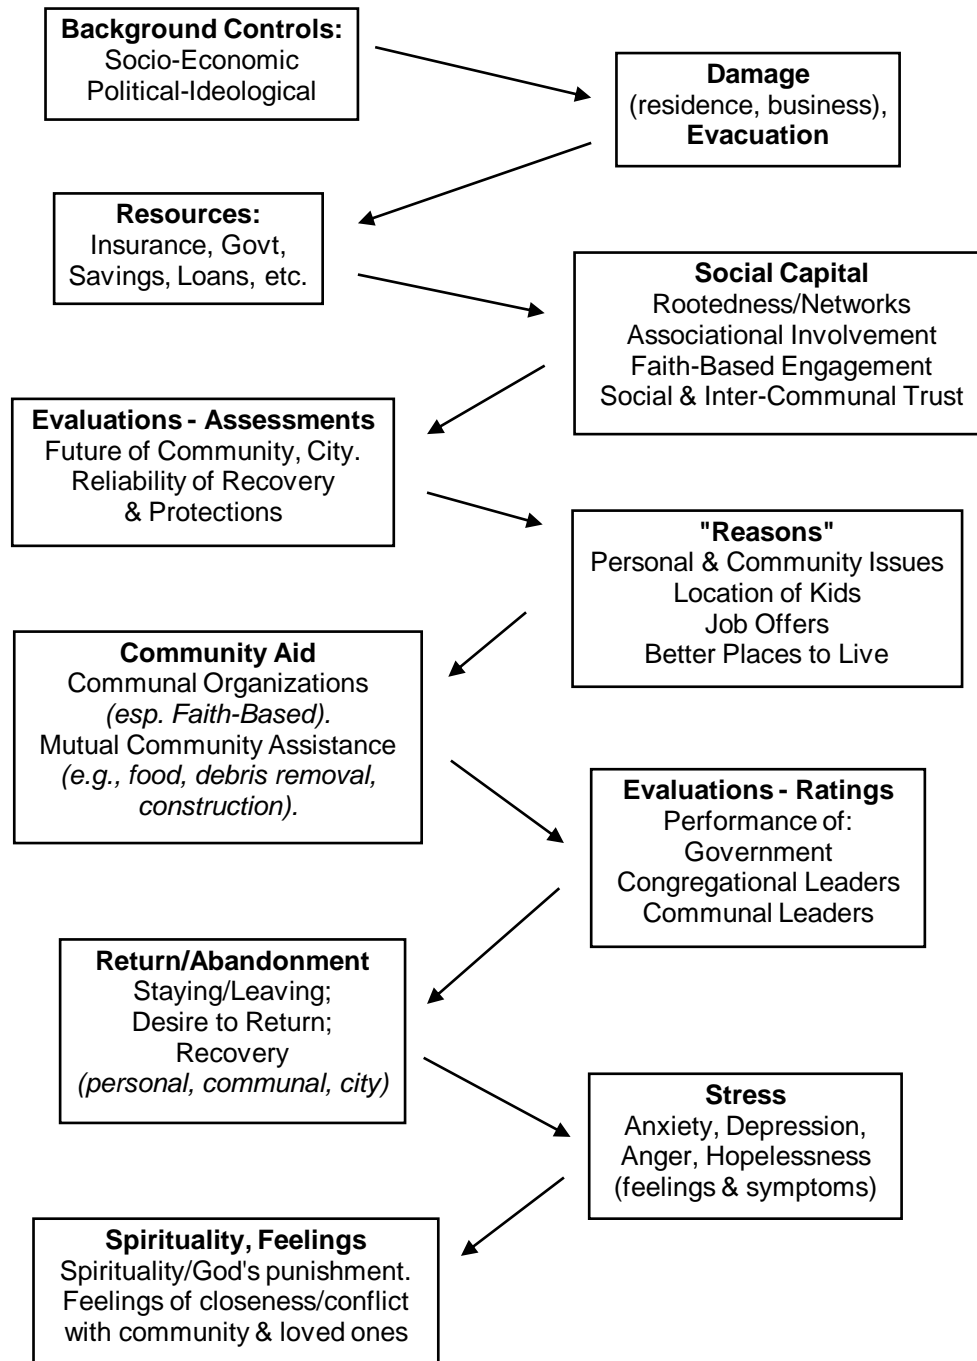 Background Controls:
Socio-Economic
Political-Ideological
Damage
(residence, business),
Evacuation
Resources:
Insurance, Govt,
Savings, Loans, etc.
Social Capital
Rootedness/Networks
Associational Involvement
Faith-Based Engagement
Social & Inter-Communal Trust
Evaluations - Assessments
Future of Community, City.
Reliability of Recovery
& Protections
"Reasons"
Personal & Community Issues
Location of Kids
Job Offers
Better Places to Live
Community Aid
Communal Organizations
(esp. Faith-Based).
Mutual Community Assistance
(e.g., food, debris removal,
construction).
Evaluations - Ratings
Performance of:
Government
Congregational Leaders
Communal Leaders
Return/Abandonment
Staying/Leaving;
Desire to Return;
Recovery
(personal, communal, city)
Stress
Anxiety, Depression,
Anger, Hopelessness
(feelings & symptoms)
Spirituality, Feelings
Spirituality/God's punishment.
Feelings of closeness/conflict
with community & loved ones